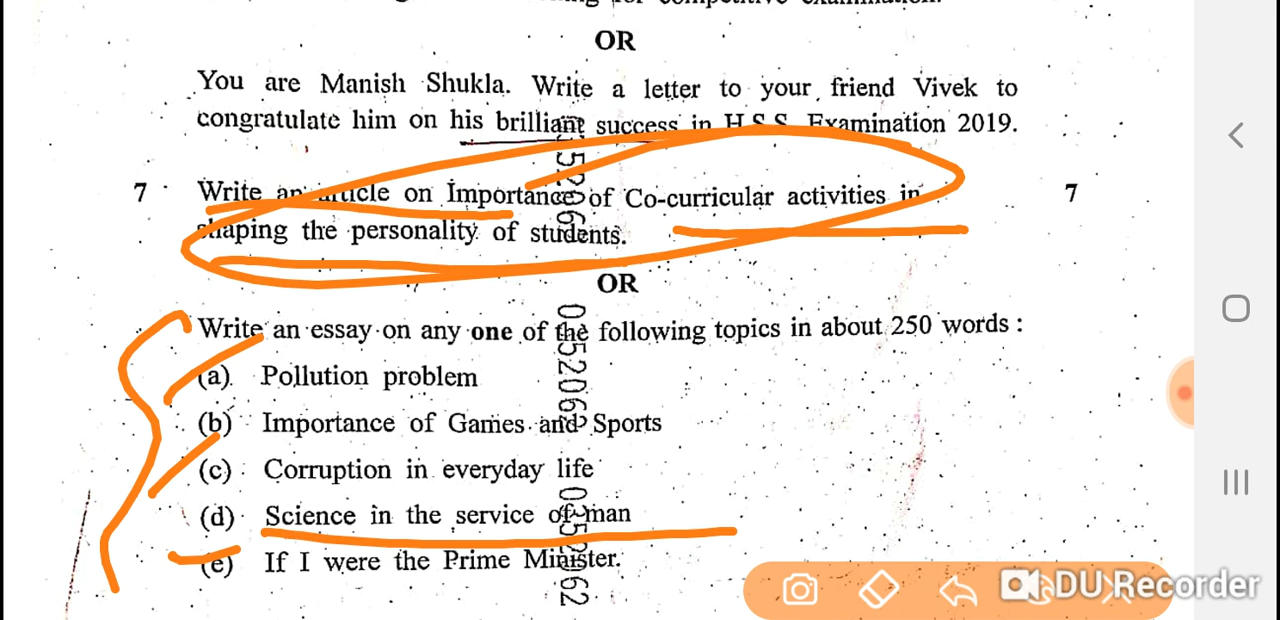 OR
You are Manish Shukla. Write a letter to your friend Vivek to
congratulate him on his brilliant success in H.S.S. Examination 2019.
7 Write an article on Importance of Co-curricular activities in 7
shaping the personality of students.
OR
Write an essay on any one of the following topics in about 250 words :
(a) Pollution problem
(b) Importance of Games and Sports
(c) Corruption in everyday life
(d) Science in the service of man
(e) If I were the Prime Minister.
052062
DU Recorder